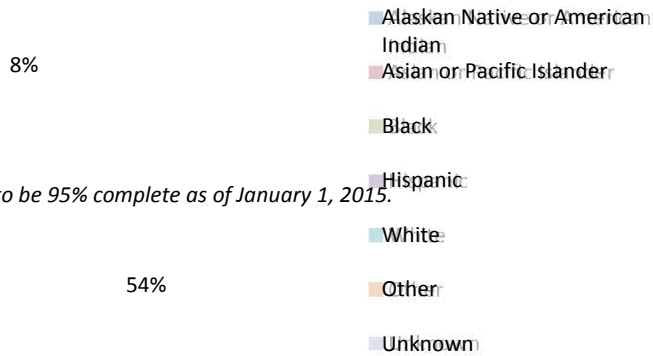 Alaskan Native or American
Indian
8%
Asian or Pacific Islander
Black
Hispanic
to be 95% complete as of January 1, 2015.
White
54%
Other
Unknown